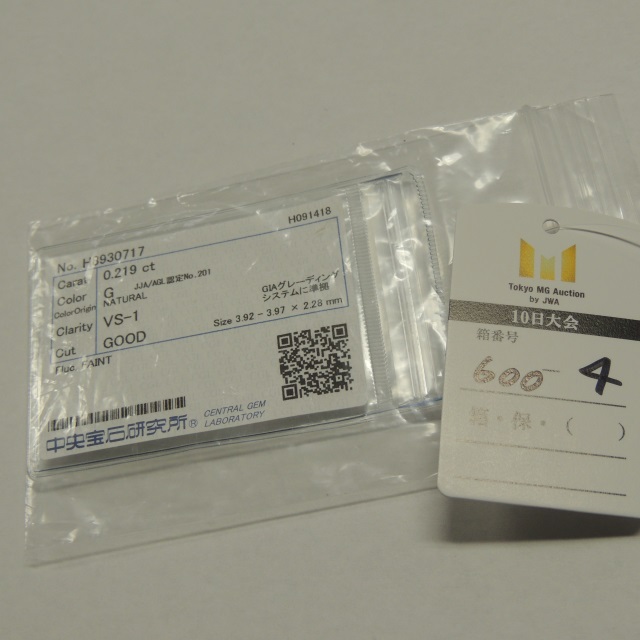 No. H0930717
H091418
Carat 0.219 ct
Color G JJA/AGL認定No.201
Color Origin NATURAL
GIAグレーディング
システムに準拠
Clarity VS-1
Size 3.92 - 3.97 × 2.28 mm
Cut GOOD
Fluo. FAINT
中央宝石研究所®
CENTRAL GEM
LABORATORY
Tokyo MG Auction
by JWA
10日大会
箱番号
600 - 4
箱・保・( )